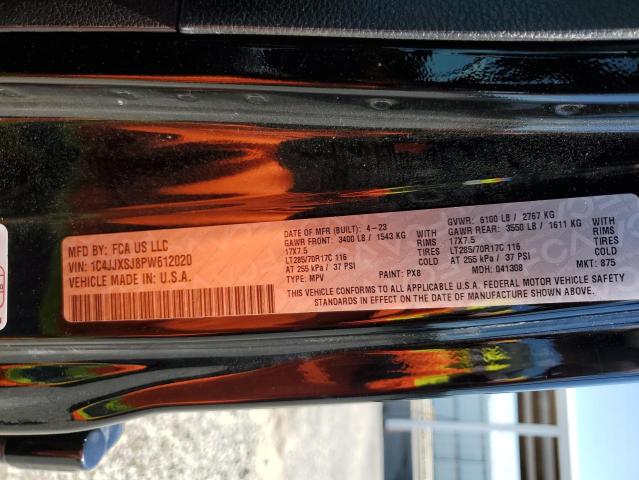 MFD BY: FCA US LLC
VIN: 1C4JJXSJ8PW612020
VEHICLE MADE IN: U.S.A.
DATE OF MFR (BUILT): 4-23
GAWR FRONT: 3400 LB / 1543 KG WITH
17X7.5 RIMS
LT285/70R17C 116 TIRES
AT 255 kPa / 37 PSI COLD
TYPE: MPV PAINT: PX8
GVWR: 6100 LB / 2767 KG
GAWR REAR: 3550 LB / 1611 KG WITH
17X7.5 RIMS
LT285/70R17C 116 TIRES
AT 255 kPa / 37 PSI COLD
MDH: 041308 MKT: 875
THIS VEHICLE CONFORMS TO ALL APPLICABLE U.S.A. FEDERAL MOTOR VEHICLE SAFETY
STANDARDS IN EFFECT ON THE DATE OF MANUFACTURE SHOWN ABOVE.